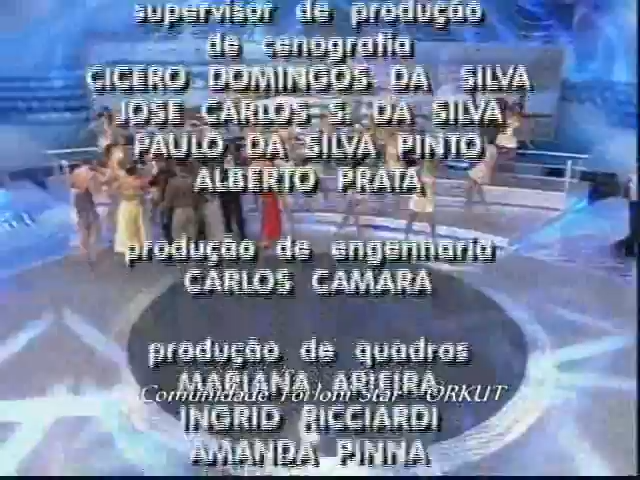 supervisor de produção
de cenografia
CICERO DOMINGOS DA SILVA
JOSE CARLOS S. DA SILVA
PAULO DA SILVA PINTO
ALBERTO PRATA
produção de engenharia
CARLOS CAMARA
produção de quadros
MARIANA ARIEIRA
Comunidade Torloni Star - ORKUT
INGRID RICCIARDI
AMANDA PINNA